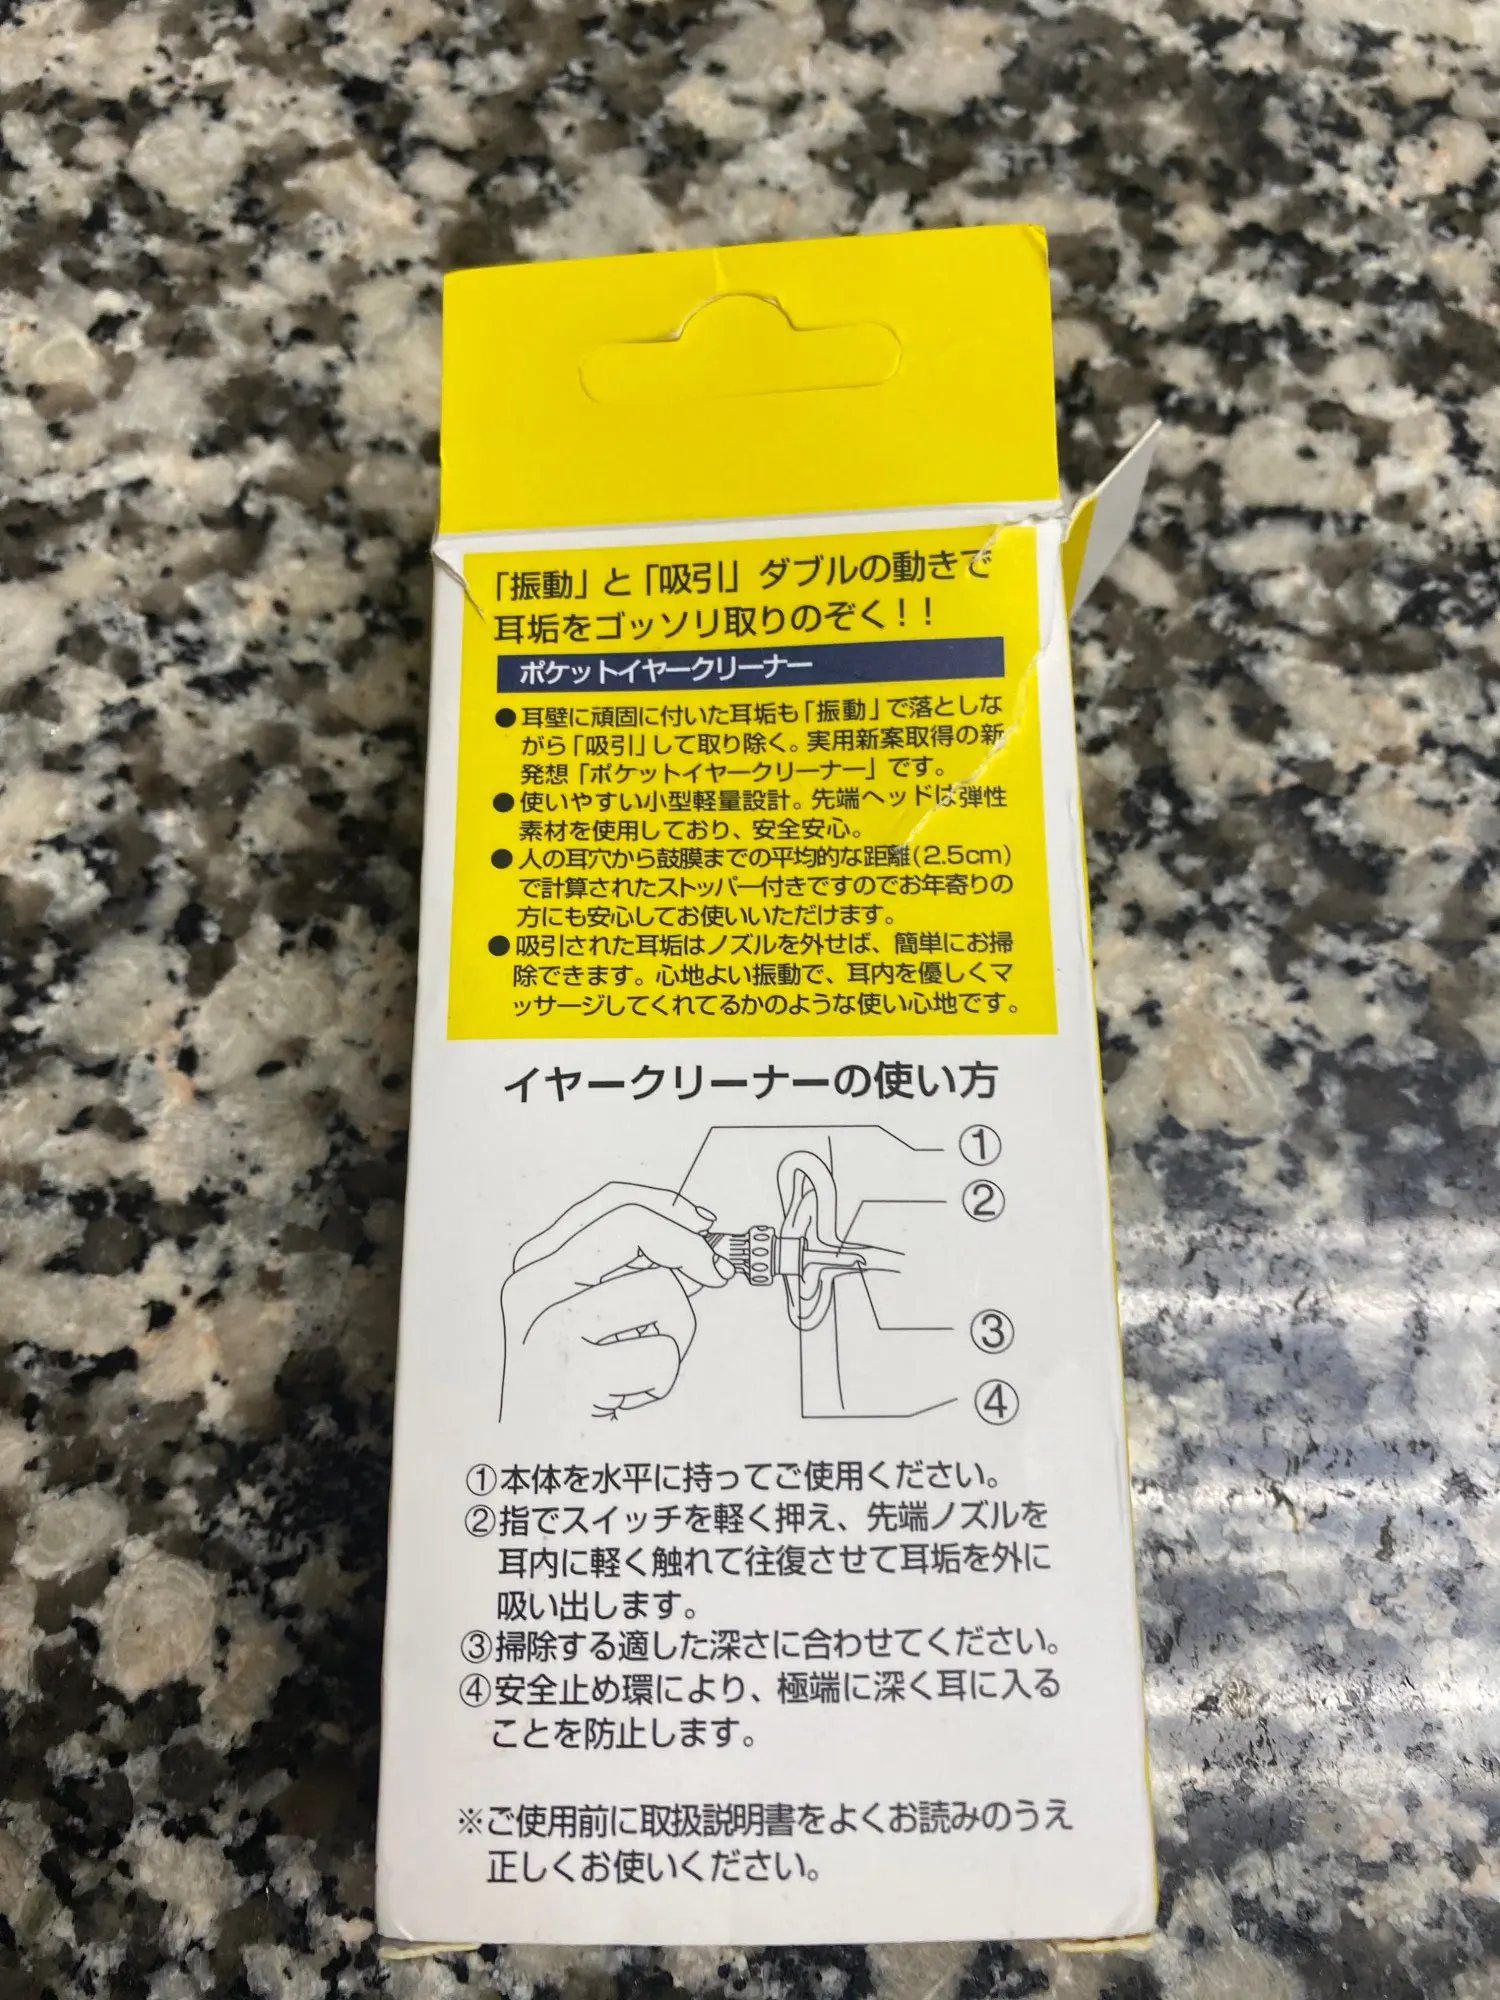 「振動」と「吸引」ダブルの動きで
耳垢をゴッソリ取りのぞく！！
ポケットイヤークリーナー
●耳壁に頑固に付いた耳垢も「振動」で落としな
がら「吸引」して取り除く。実用新案取得の新
発想「ポケットイヤークリーナー」です。
●使いやすい小型軽量設計。先端ヘッドは弾性
素材を使用しており、安全安心。
●人の耳穴から鼓膜までの平均的な距離(2.5cm)
で計算されたストッパー付きですのでお年寄りの
方にも安心してお使いいただけます。
●吸引された耳垢はノズルを外せば、簡単にお掃
除できます。心地よい振動で、耳内を優しくマ
ッサージしてくれてるかのような使い心地です。
イヤークリーナーの使い方
①
②
③
④
①本体を水平に持ってご使用ください。
②指でスイッチを軽く押え、先端ノズルを
耳内に軽く触れて往復させて耳垢を外に
吸い出します。
③掃除する適した深さに合わせてください。
④安全止め環により、極端に深く耳に入る
ことを防止します。
※ご使用前に取扱説明書をよくお読みのうえ
正しくお使いください。